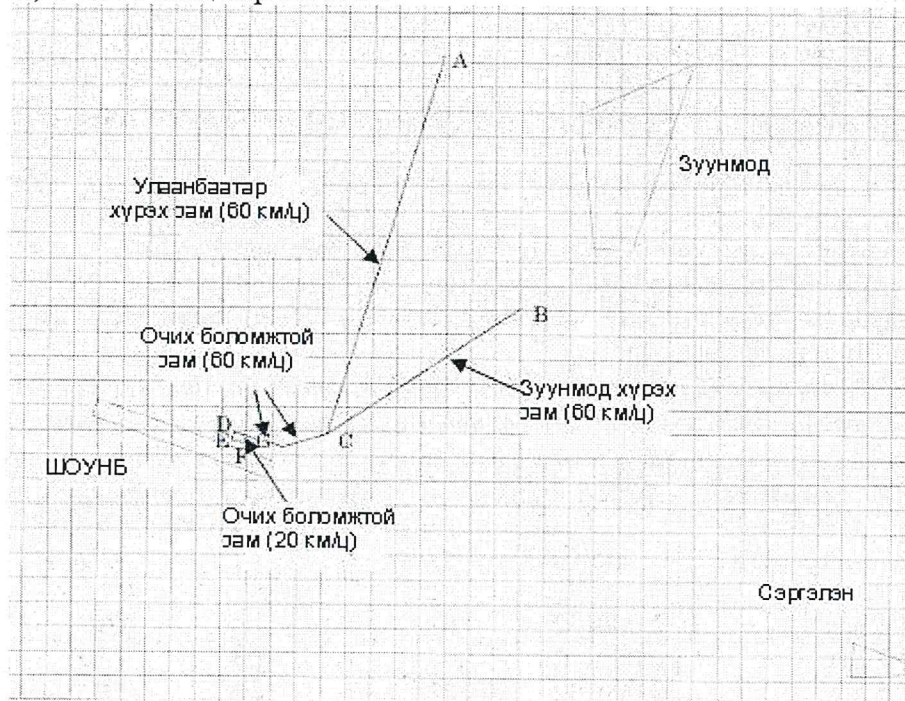 A
Зуунмод
Улаанбаатар
хүрэх зам (60 км/ц)
B
Очих боломжтой
зам (60 км/ц)
Зуунмод хүрэх
зам (60 км/ц)
D
E G C
F
ШОУНБ
Очих боломжтой
зам (20 км/ц)
Сэргэлэн